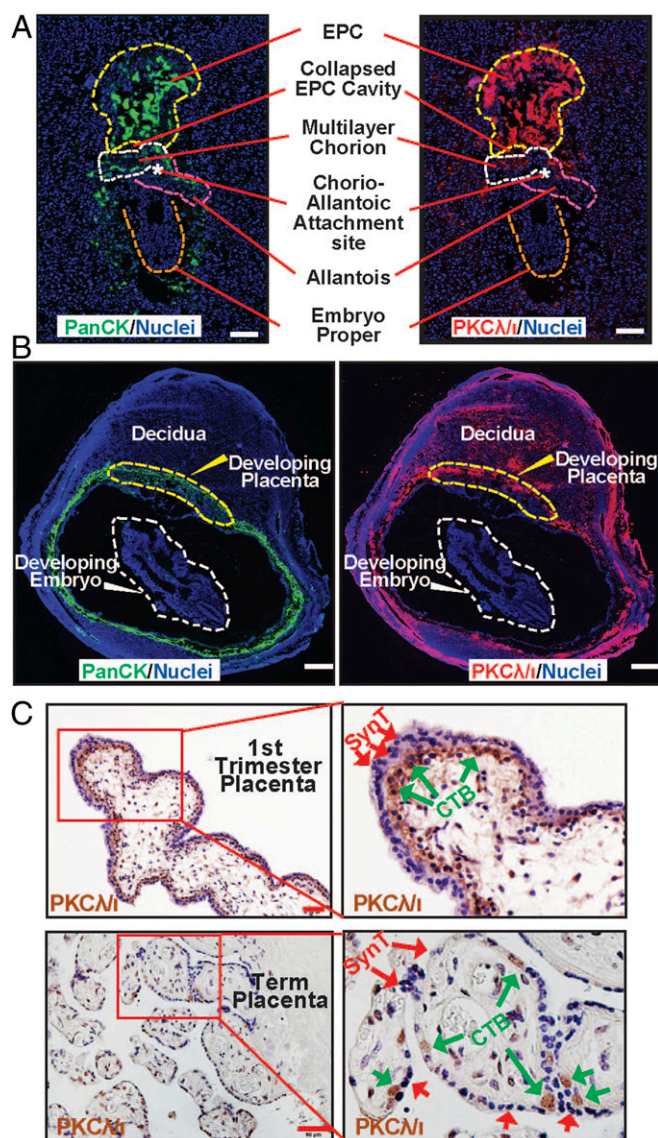 A
EPC
Collapsed
EPC Cavity
Multilayer
Chorion
Chorio-
Allantoic
Attachment
site
Allantois
Embryo
Proper
*
*
PanCK/Nuclei
PKCλ/ι/Nuclei
B
Decidua
Developing
Placenta
Developing
Embryo
PanCK/Nuclei
Decidua
Developing
Placenta
Developing
Embryo
PKCλ/ι/Nuclei
C
1st
Trimester
Placenta
PKCλ/ι
SynT
CTB
PKCλ/ι
Term
Placenta
PKCλ/ι
SynT
CTB
PKCλ/ι